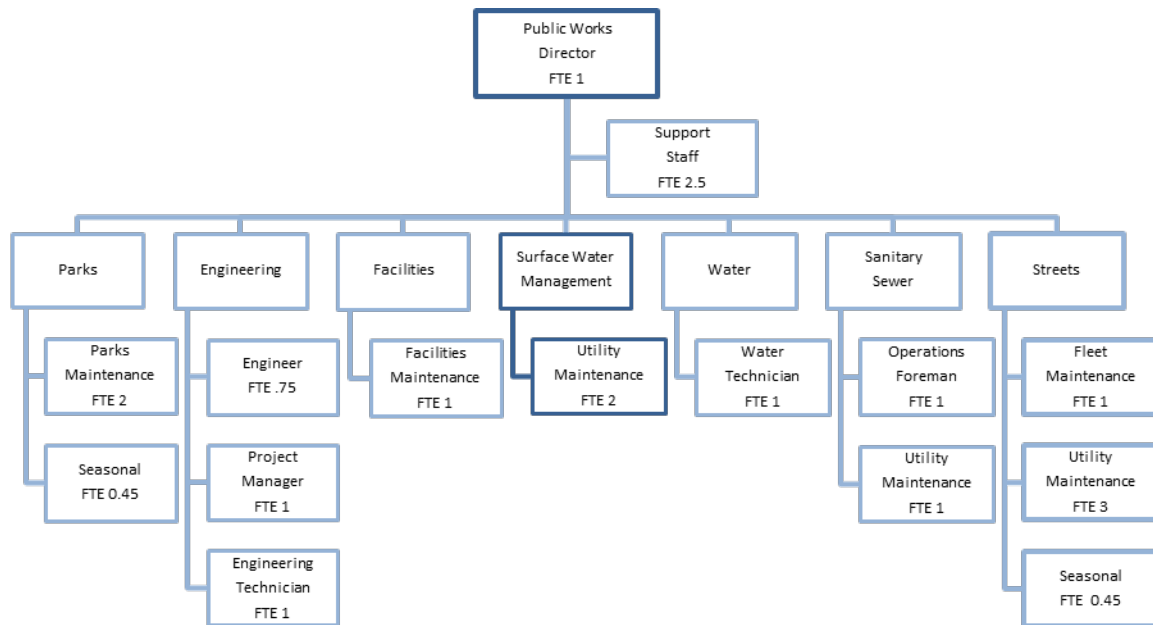 Public Works
Director
FTE 1
Support
Staff
FTE 2.5
Parks
Engineering
Facilities
Surface Water
Management
Water
Sanitary
Sewer
Streets
Parks
Maintenance
FTE 2
Seasonal
FTE 0.45
Engineer
FTE .75
Project
Manager
FTE 1
Engineering
Technician
FTE 1
Facilities
Maintenance
FTE 1
Utility
Maintenance
FTE 2
Water
Technician
FTE 1
Operations
Foreman
FTE 1
Utility
Maintenance
FTE 1
Fleet
Maintenance
FTE 1
Utility
Maintenance
FTE 3
Seasonal
FTE 0.45